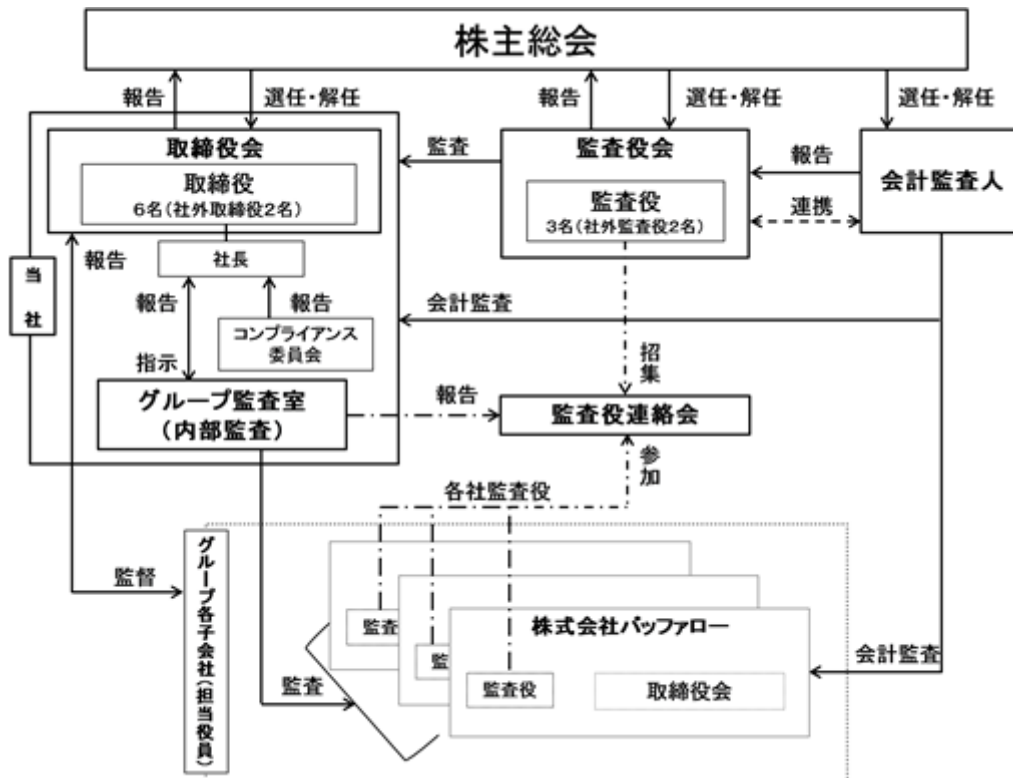 株主総会
報告
選任・解任
報告
選任・解任
選任・解任
取締役会
取締役
6名(社外取締役2名)
監査
監査役会
監査役
3名(社外監査役2名)
報告
連携
会計監査人
当社
報告
社長
報告
報告
コンプライアンス
委員会
指示
会計監査
招集
グループ監査室
(内部監査)
報告
監査役連絡会
参加
各社監査役
グループ各子会社(担当役員)
監督
監査
監査
監
株式会社バッファロー
監査役
取締役会
会計監査